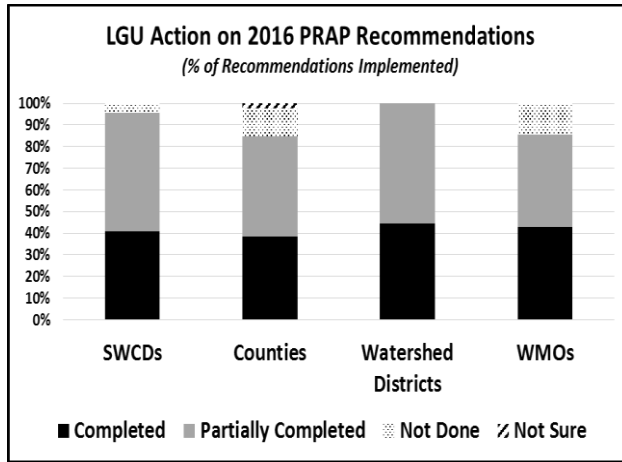 LGU Action on 2016 PRAP Recommendations
(% of Recommendations Implemented)
100%
90%
80%
70%
60%
50%
40%
30%
20%
10%
0%
SWCDs Counties Watershed Districts WMOs
Completed Partially Completed Not Done Not Sure